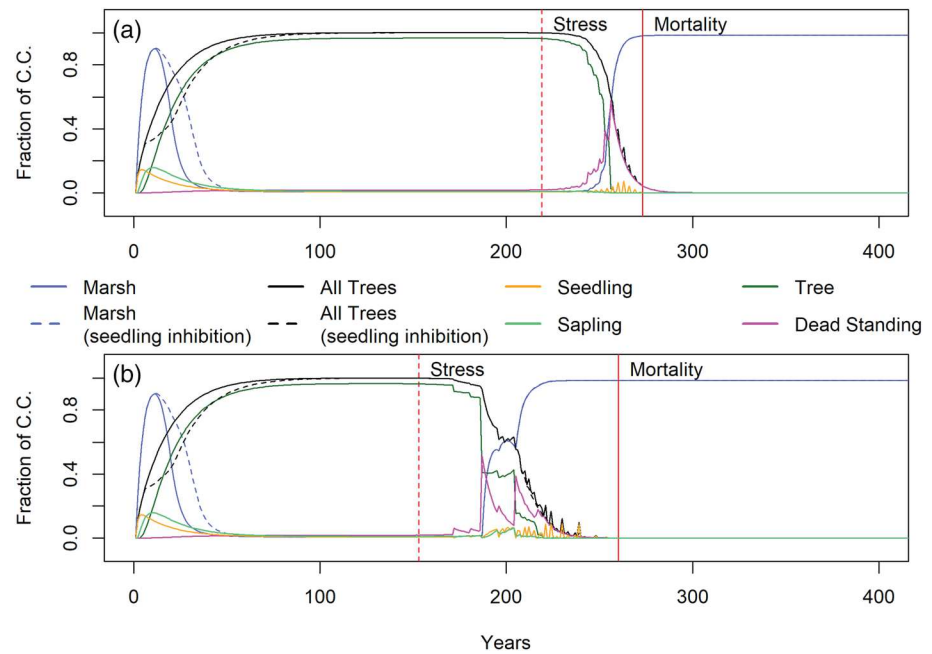 (a)
Stress
Mortality
Fraction of C.C.
0.0 0.4 0.8
0 100 200 300 400
Marsh All Trees Seedling Tree
Marsh
(seedling inhibition)
All Trees
(seedling inhibition)
Sapling Dead Standing
(b)
Stress
Mortality
Fraction of C.C.
0.0 0.4 0.8
0 100 200 300 400
Years